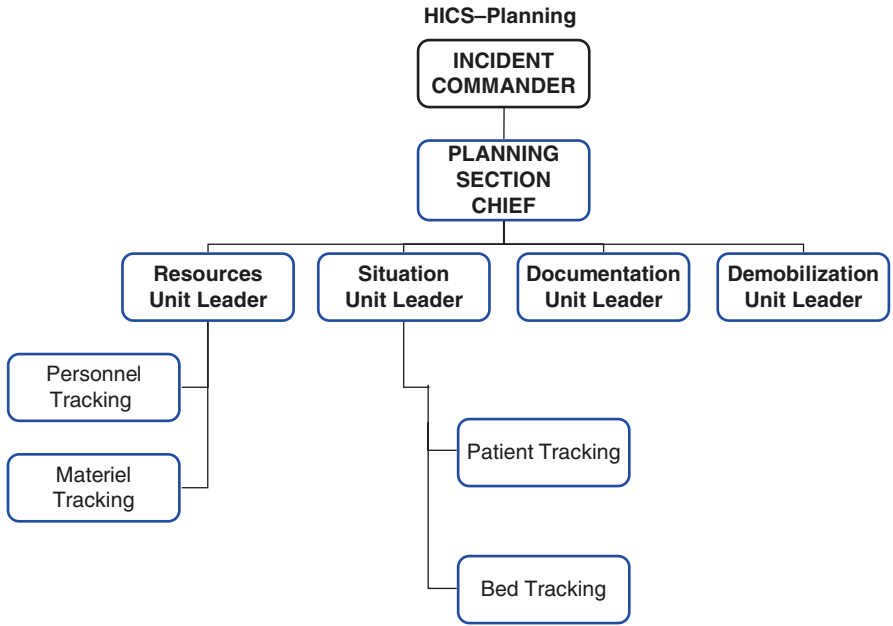 HICS–Planning
INCIDENT
COMMANDER
PLANNING
SECTION
CHIEF
Resources
Unit Leader
Situation
Unit Leader
Documentation
Unit Leader
Demobilization
Unit Leader
Personnel
Tracking
Materiel
Tracking
Patient Tracking
Bed Tracking